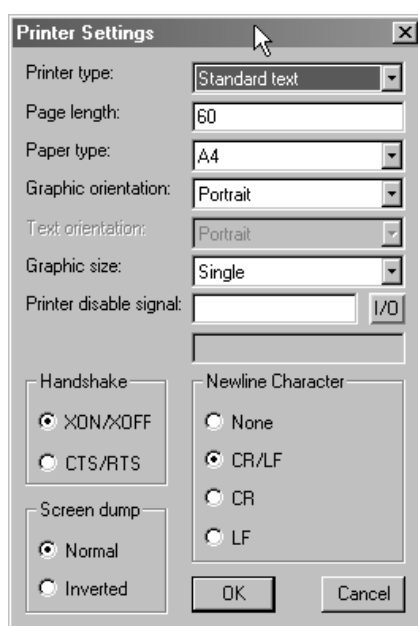 Printer Settings
Printer type: Standard text
Page length: 60
Paper type: A4
Graphic orientation: Portrait
Text orientation: Portrait
Graphic size: Single
Printer disable signal: I/O
Handshake
XON/XOFF
CTS/RTS
Screen dump
Normal
Inverted
Newline Character
None
CR/LF
CR
LF
OK Cancel